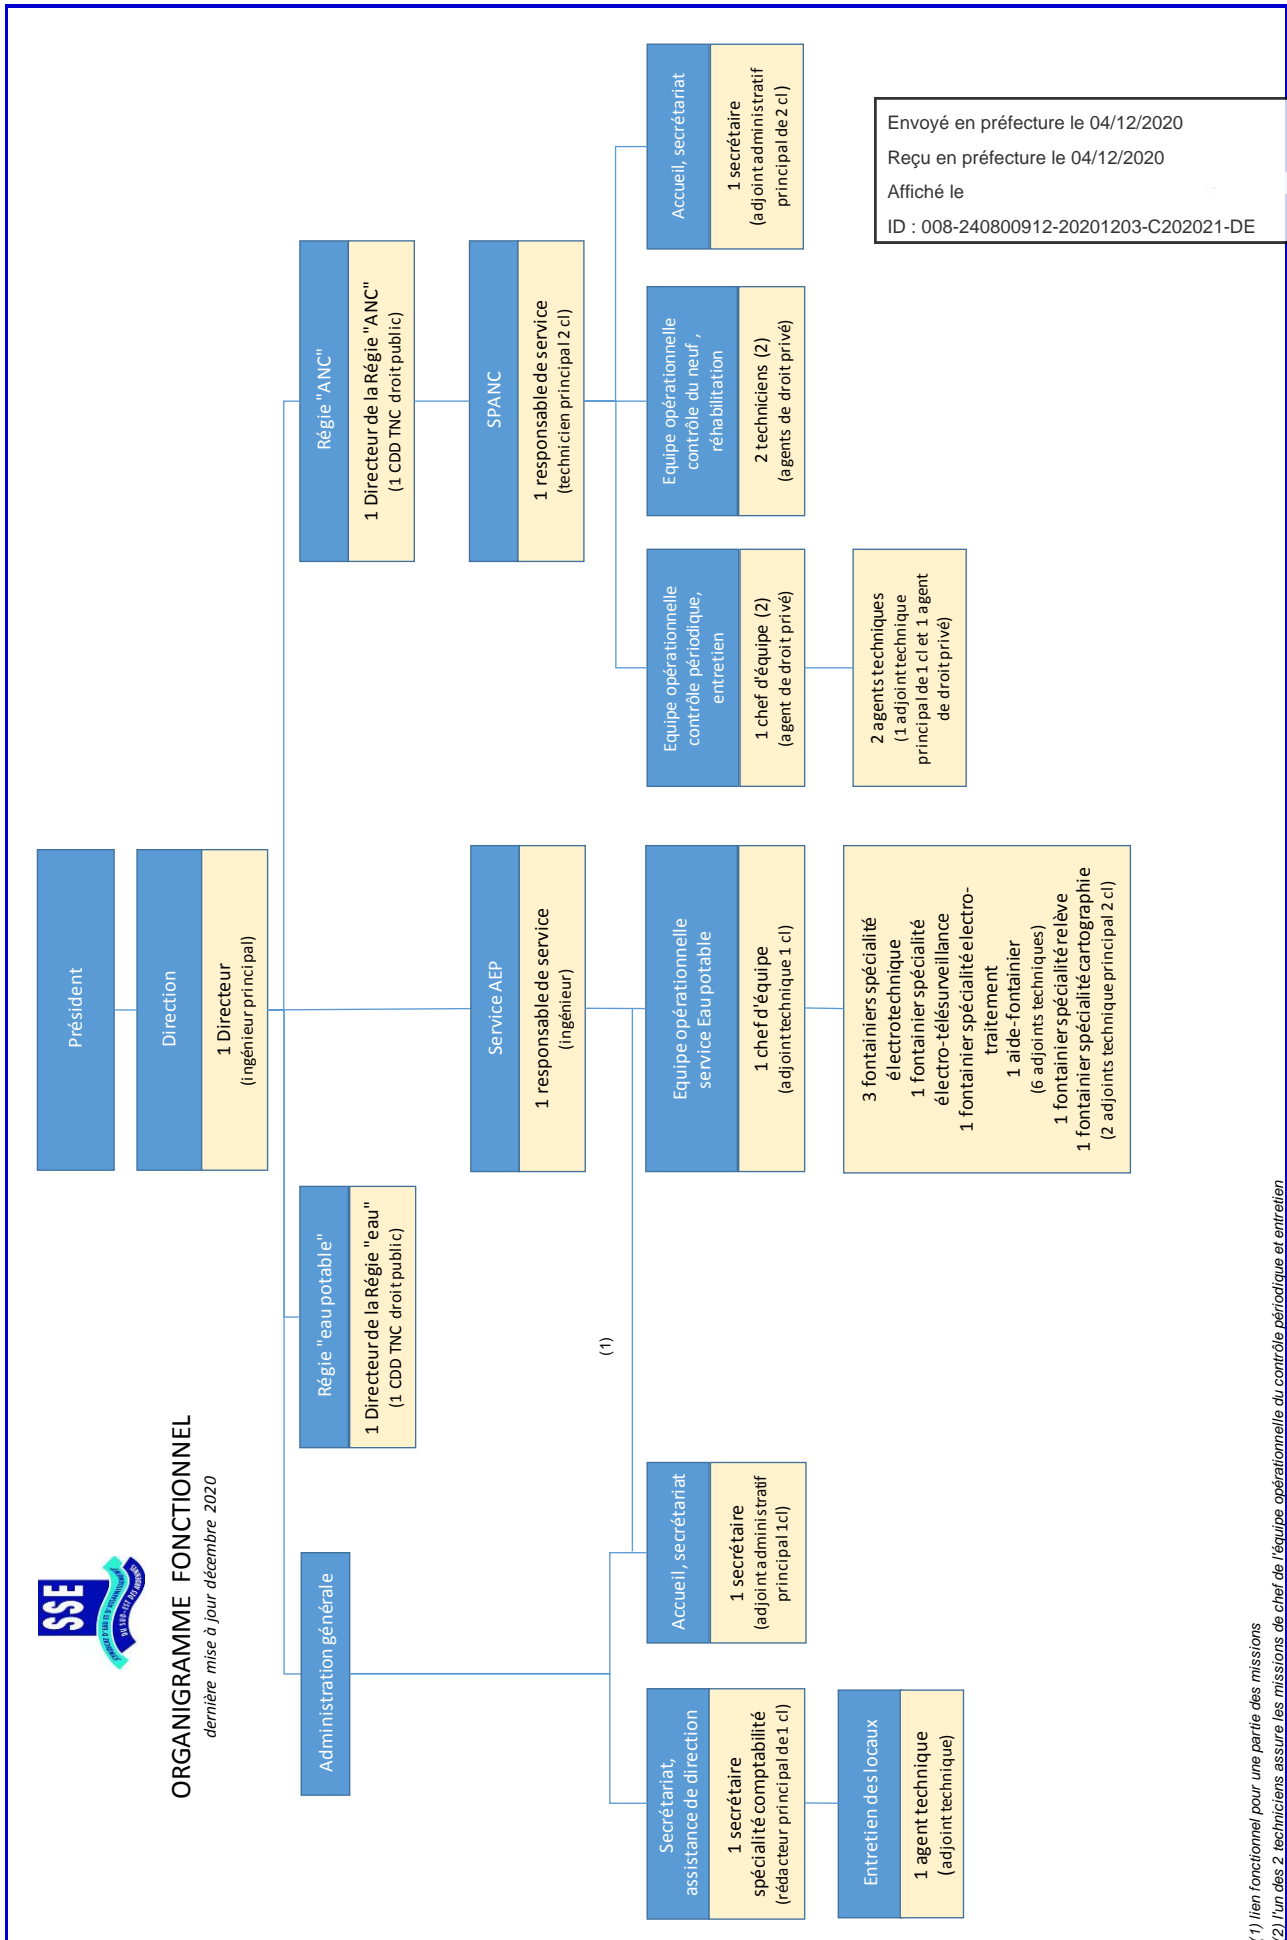 Envoyé en préfecture le 04/12/2020
Reçu en préfecture le 04/12/2020
Affiché le
ID : 008-240800912-20201203-C202021-DE
SSE
SYNDICAT D'EAU ET D'ASSAINISSEMENT
DU SUD-EST DES ARDENNES
ORGANIGRAMME FONCTIONNEL
dernière mise à jour décembre 2020
Président
Direction
1 Directeur
(ingénieur principal)
Administration générale
Régie "eau potable"
1 Directeur de la Régie "eau"
(1 CDD TNC droit public)
Régie "ANC"
1 Directeur de la Régie "ANC"
(1 CDD TNC droit public)
Service AEP
1 responsable de service
(ingénieur)
SPANC
1 responsable de service
(technicien principal 2 cl)
(1)
Secrétariat,
assistance de direction
1 secrétaire
spécialité comptabilité
(rédacteur principal de 1 cl)
Accueil, secrétariat
1 secrétaire
(adjoint administratif
principal 1cl)
Equipe opérationnelle
service Eau potable
1 chef d'équipe
(adjoint technique 1 cl)
Equipe opérationnelle
contrôle périodique,
entretien
1 chef d'équipe (2)
(agent de droit privé)
Equipe opérationnelle
contrôle du neuf ,
réhabilitation
2 techniciens (2)
(agents de droit privé)
Accueil, secrétariat
1 secrétaire
(adjoint administratif
principal de 2 cl)
Entretien des locaux
1 agent technique
(adjoint technique)
3 fontainiers spécialité
électrotechnique
1 fontainier spécialité
électro-télésurveillance
1 fontainier spécialité electro-
traitement
1 aide-fontainier
(6 adjoints techniques)
1 fontainier spécialité relève
1 fontainier spécialité cartographie
(2 adjoints technique principal 2 cl)
2 agents techniques
(1 adjoint technique
principal de 1 cl et 1 agent
de droit privé)
(1) lien fonctionnel pour une partie des missions
(2) l'un des 2 techniciens assure les missions de chef de l'équipe opérationnelle du contrôle périodique et entretien